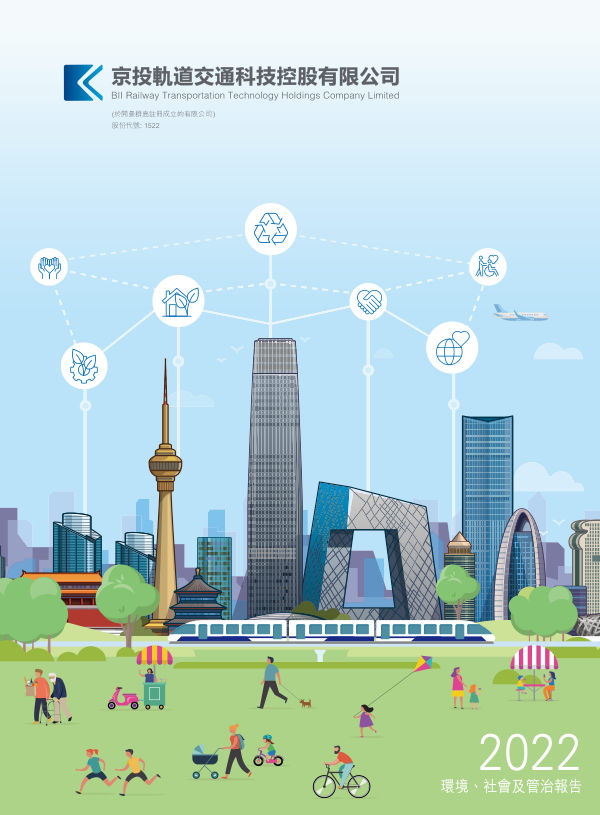 京投軌道交通科技控股有限公司
BII Railway Transportation Technology Holdings Company Limited
(於開曼群島註冊成立的有限公司)
股份代號: 1522
2022
環境、社會及管治報告